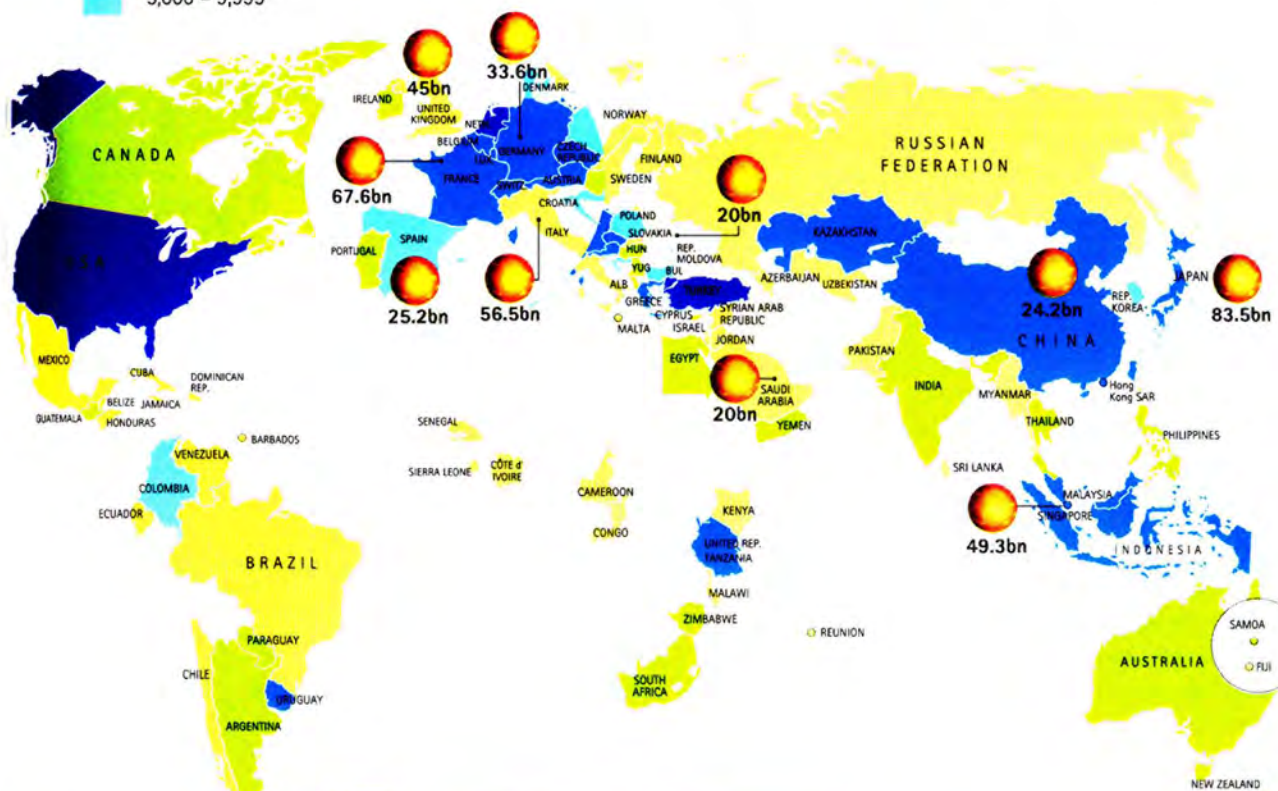 45bn
33.6bn
DENMARK
IRELAND
UNITED
KINGDOM
NORWAY
BELGIUM
GERMANY
CZECH
REPUBLIC
RUSSIAN
FEDERATION
CANADA
LUX
FINLAND
67.6bn
FRANCE
SWITZ
AUSTRIA
SWEDEN
20bn
CROATIA
POLAND
ITALY
SLOVAKIA
KAZAKHSTAN
PORTUGAL
SPAIN
HUN
REP.
MOLDOVA
USA
YUG
BUL
AZERBAIJAN
UZBEKISTAN
JAPAN
ALB
TURKEY
REP.
KOREA
25.2bn
56.5bn
GREECE
SYRIAN ARAB
REPUBLIC
24.2bn
83.5bn
CYPRUS
MALTA
ISRAEL
JORDAN
CHINA
MEXICO
EGYPT
PAKISTAN
CUBA
DOMINICAN
REP.
20bn
SAUDI
ARABIA
INDIA
Hong
Kong SAR
BELIZE
JAMAICA
MYANMAR
GUATEMALA
HONDURAS
YEMEN
THAILAND
SENEGAL
PHILIPPINES
BARBADOS
VENEZUELA
SIERRA LEONE
CÔTE d'
IVOIRE
SRI LANKA
COLOMBIA
CAMEROON
MALAYSIA
ECUADOR
KENYA
SINGAPORE
CONGO
49.3bn
UNITED REP.
TANZANIA
INDONESIA
BRAZIL
MALAWI
ZIMBABWE
SAMOA
REUNION
PARAGUAY
AUSTRALIA
FIJI
CHILE
SOUTH
AFRICA
URUGUAY
ARGENTINA
NEW ZEALAND